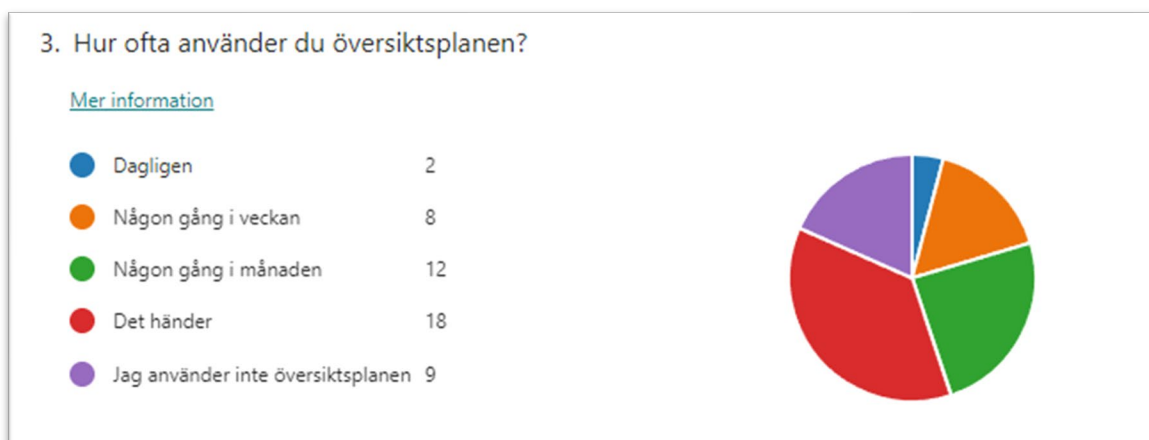 3. Hur ofta använder du översiktsplanen?
Mer information
Dagligen 2
Någon gång i veckan 8
Någon gång i månaden 12
Det händer 18
Jag använder inte översiktsplanen 9